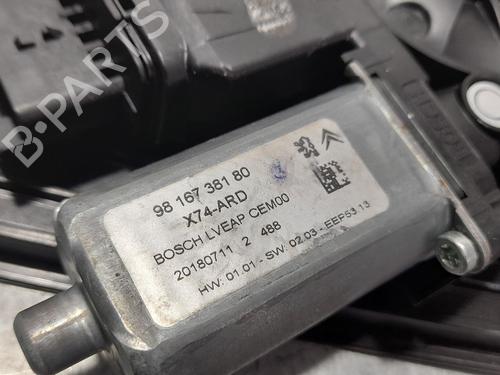 B-PARTS
98 167 381 80
X74-ARD
BOSCH LVEAP CEM00
20180711 2 488
HW: 01.01 - SW: 02.03 - EEP53 13
BOSCH